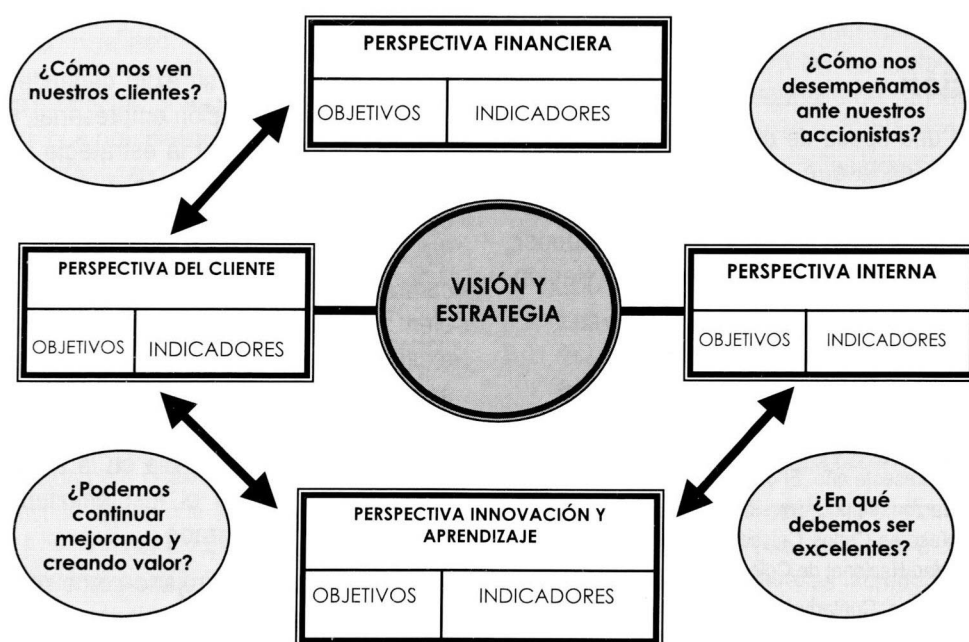 PERSPECTIVA FINANCIERA
OBJETIVOS INDICADORES
¿Cómo nos ven
nuestros clientes?
¿Cómo nos
desempeñamos
ante nuestros
accionistas?
PERSPECTIVA DEL CLIENTE
OBJETIVOS INDICADORES
VISIÓN Y
ESTRATEGIA
PERSPECTIVA INTERNA
OBJETIVOS INDICADORES
¿Podemos
continuar
mejorando y
creando valor?
PERSPECTIVA INNOVACIÓN Y
APRENDIZAJE
OBJETIVOS INDICADORES
¿En qué
debemos ser
excelentes?